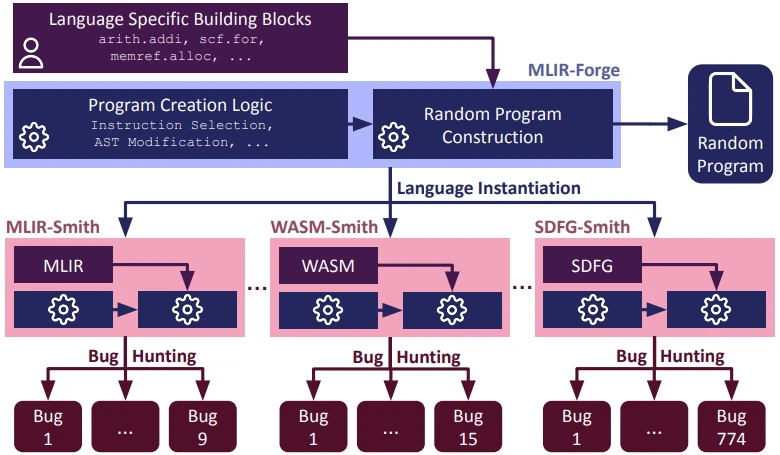 Language Specific Building Blocks
arith.addi, scf.for,
memref.alloc, ...
MLIR-Forge
Program Creation Logic
Instruction Selection,
AST Modification, ...
Random Program
Construction
Random
Program
Language Instantiation
MLIR-Smith
WASM-Smith
SDFG-Smith
MLIR
...
WASM
...
SDFG
Bug Hunting
Bug Hunting
Bug Hunting
Bug
1
...
Bug
9
Bug
1
...
Bug
15
Bug
1
...
Bug
774